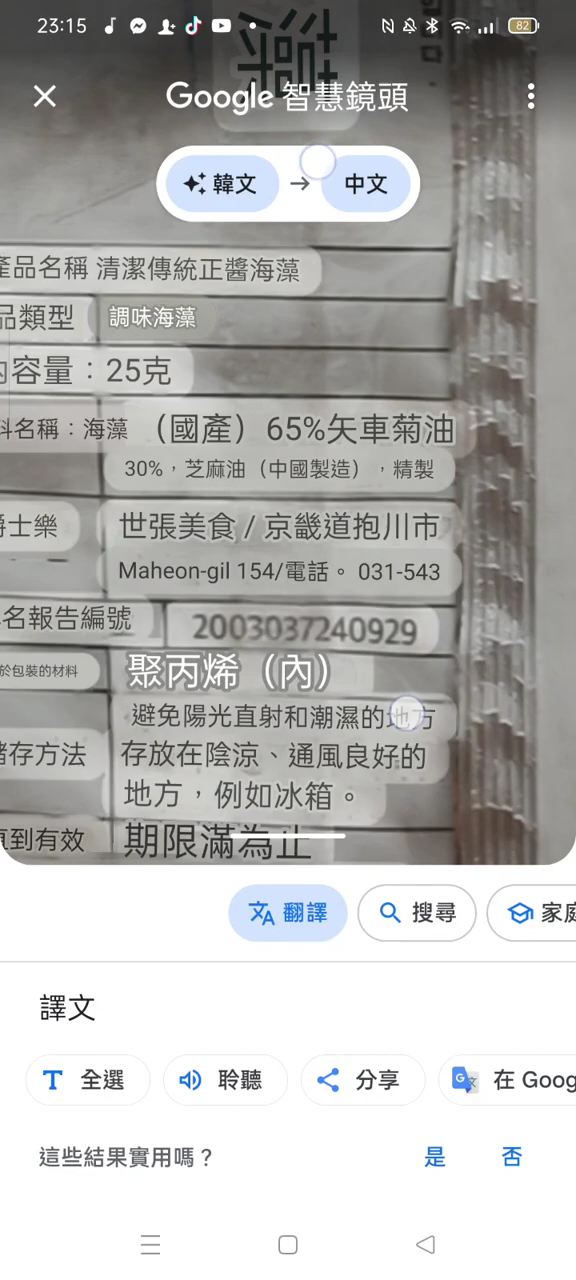 23:15
82
Google 智慧鏡頭
韓文 → 中文
產品名稱 清潔傳統正醬海藻
品類型 調味海藻
內容量：25克
料名稱：海藻 （國產）65%矢車菊油
30%，芝麻油（中國製造），精製
爵士樂 世張美食 / 京畿道抱川市
Maheon-gil 154/電話。 031-543
名報告編號 2003037240929
於包裝的材料 聚丙烯（內）
避免陽光直射和潮濕的地方
儲存方法 存放在陰涼、通風良好的
地方，例如冰箱。
直到有效 期限滿為止
翻譯
搜尋
家庭
譯文
全選
聆聽
分享
在 Goog
這些結果實用嗎？
是
否